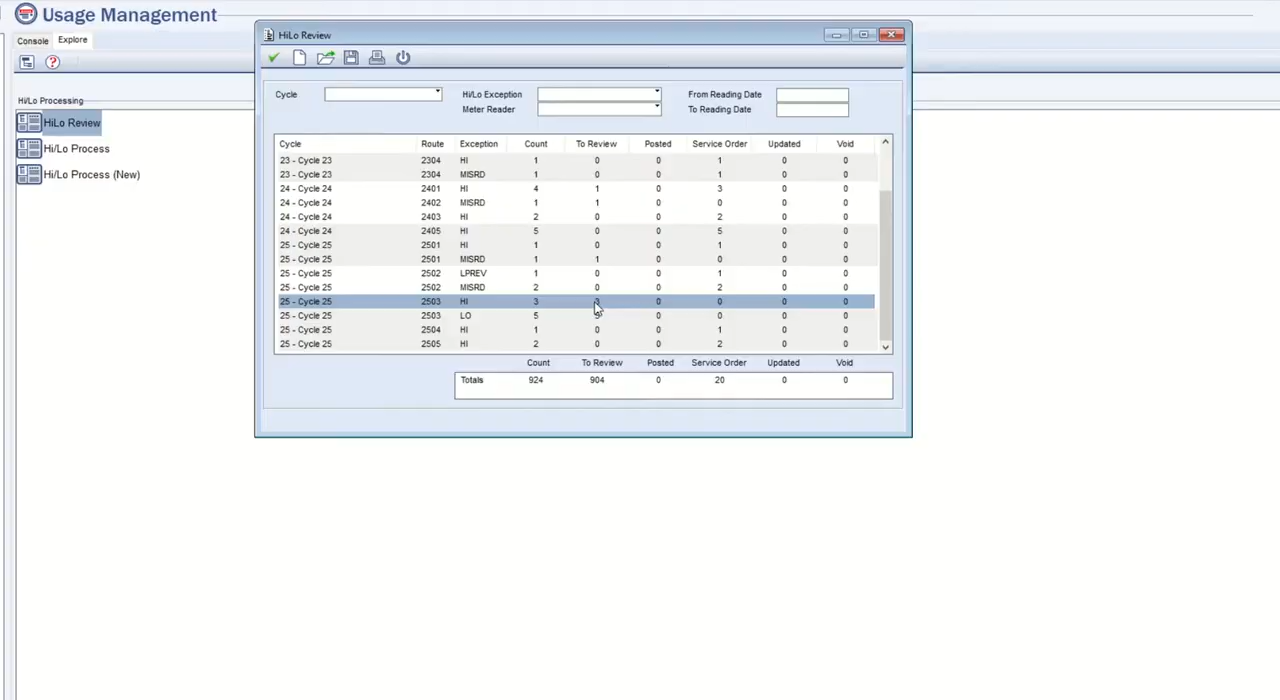 Usage Management
Console Explore
Hi/Lo Processing
HiLo Review
Hi/Lo Process
Hi/Lo Process (New)
HiLo Review
Cycle Hi/Lo Exception From Reading Date
Meter Reader To Reading Date
Cycle Route Exception Count To Review Posted Service Order Updated Void
23 - Cycle 23 2304 HI 1 0 0 1 0 0
23 - Cycle 23 2304 MISRD 1 0 0 1 0 0
24 - Cycle 24 2401 HI 4 1 0 3 0 0
24 - Cycle 24 2402 MISRD 1 1 0 0 0 0
24 - Cycle 24 2403 HI 2 0 0 2 0 0
24 - Cycle 24 2405 HI 5 0 0 5 0 0
25 - Cycle 25 2501 HI 1 0 0 1 0 0
25 - Cycle 25 2501 MISRD 1 1 0 0 0 0
25 - Cycle 25 2502 LPREV 1 0 0 1 0 0
25 - Cycle 25 2502 MISRD 2 0 0 2 0 0
25 - Cycle 25 2503 HI 3 0 0 0 0
25 - Cycle 25 2503 LO 5 0 0 0 0
25 - Cycle 25 2504 HI 1 0 0 1 0 0
25 - Cycle 25 2505 HI 2 0 0 2 0 0
Count To Review Posted Service Order Updated Void
Totals 924 904 0 20 0 0